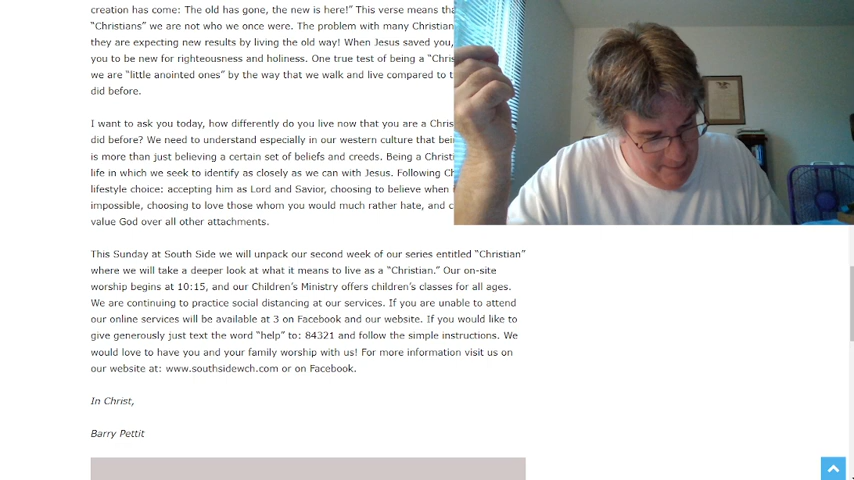 creation has come: The old has gone, the new is here!" This verse means
"Christians" we are not who we once were. The problem with many Christian
they are expecting new results by living the old way! When Jesus saved you,
you to be new for righteousness and holiness. One true test of being a
we are "little anointed ones" by the way that we walk and live compared to
did before.
I want to ask you today, how differently do you live now that you are a
did before? We need to understand especially in our western culture that
is more than just believing a certain set of beliefs and creeds. Being a
life in which we seek to identify as closely as we can with Jesus. Following
lifestyle choice: accepting him as Lord and Savior, choosing to believe when
impossible, choosing to love those whom you would much rather hate, and
value God over all other attachments.
This Sunday at South Side we will unpack our second week of our series entitled "Christian"
where we will take a deeper look at what it means to live as a "Christian." Our on-site
worship begins at 10:15, and our Children's Ministry offers children's classes for all ages.
We are continuing to practice social distancing at our services. If you are unable to attend
our online services will be available at 3 on Facebook and our website. If you would like to
give generously just text the word "help" to: 84321 and follow the simple instructions. We
would love to have you and your family worship with us! For more information visit us on
our website at: www.southsidewch.com or on Facebook.
In Christ,
Barry Pettit